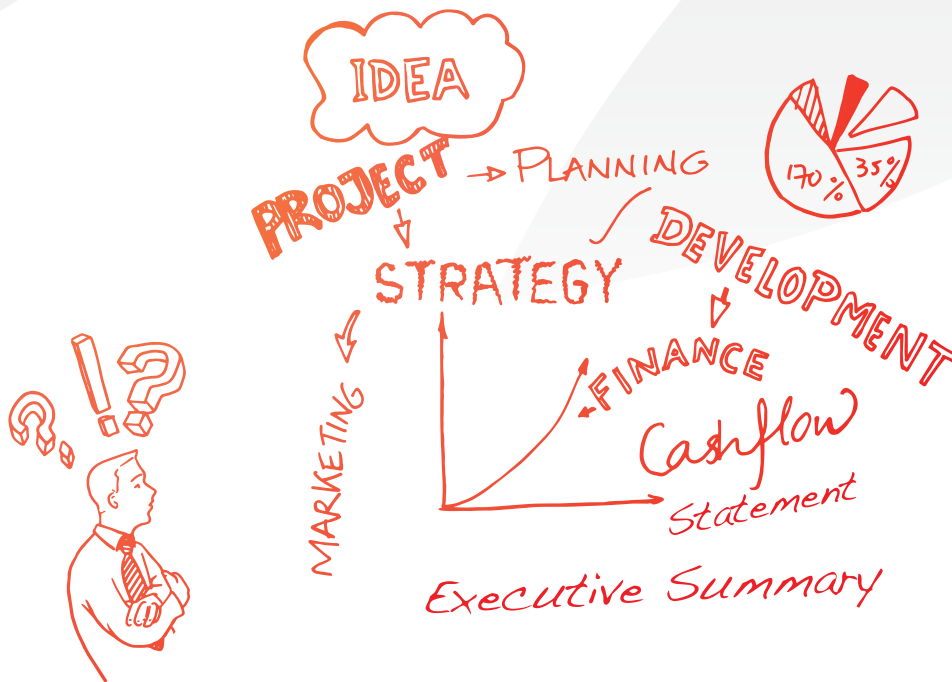 IDEA
PROJECT
PLANNING
170%
35%
DEVELOPMENT
STRATEGY
FINANCE
MARKETING
Cashflow
Statement
Executive Summary
!?
?